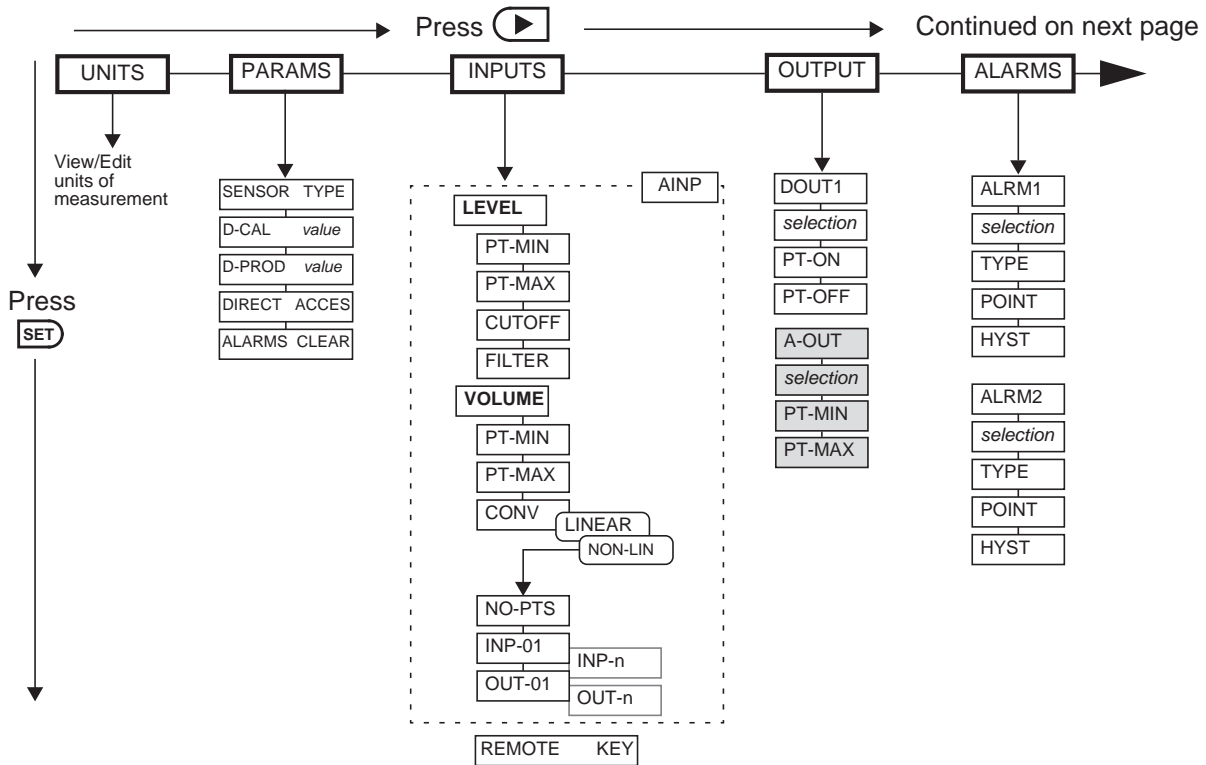 Press
Continued on next page
UNITS
PARAMS
INPUTS
OUTPUT
ALARMS
Press
SET
View/Edit
units of
measurement
SENSOR TYPE
D-CAL value
D-PROD value
DIRECT ACCES
ALARMS CLEAR
AINP
LEVEL
PT-MIN
PT-MAX
CUTOFF
FILTER
VOLUME
PT-MIN
PT-MAX
CONV
LINEAR
NON-LIN
NO-PTS
INP-01
INP-n
OUT-01
OUT-n
REMOTE KEY
DOUT1
selection
PT-ON
PT-OFF
A-OUT
selection
PT-MIN
PT-MAX
ALRM1
selection
TYPE
POINT
HYST
ALRM2
selection
TYPE
POINT
HYST